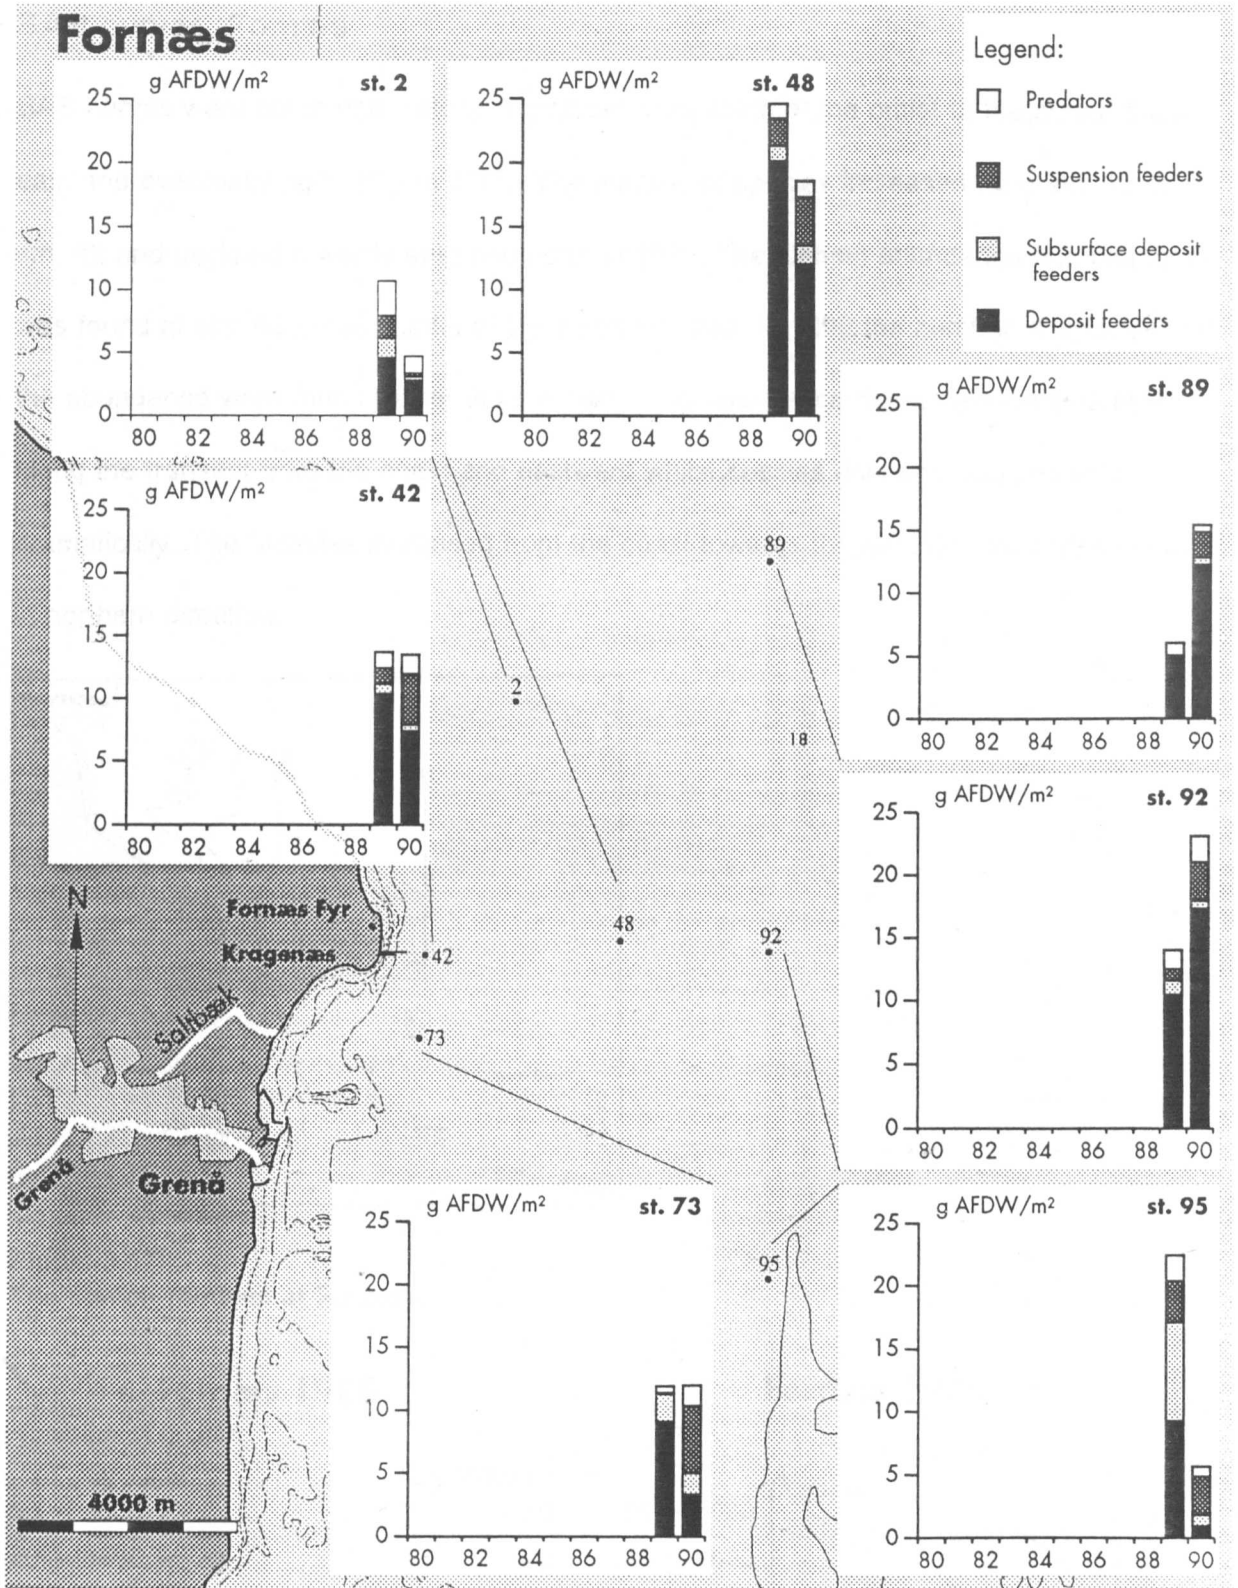 Fornæs
g AFDW/m² st. 2
25
20
15
10
5
0
80 82 84 86 88 90
g AFDW/m² st. 48
25
20
15
10
5
0
80 82 84 86 88 90
Legend:
Predators
Suspension feeders
Subsurface deposit
feeders
Deposit feeders
g AFDW/m² st. 89
25
20
15
10
5
0
80 82 84 86 88 90
g AFDW/m² st. 42
25
20
15
10
5
0
80 82 84 86 88 90
89
2
18
g AFDW/m² st. 92
25
20
15
10
5
0
80 82 84 86 88 90
N
Fornæs Fyr
Kragenæs
48
92
42
Saltbæk
73
Grenå
Grenå
g AFDW/m² st. 73
25
20
15
10
5
0
80 82 84 86 88 90
95
g AFDW/m² st. 95
25
20
15
10
5
0
80 82 84 86 88 90
4000 m